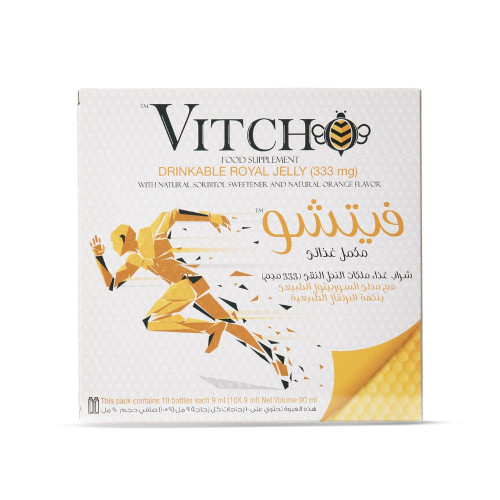 ™VITCHO
FOOD SUPPLEMENT
DRINKABLE ROYAL JELLY (333 mg)
WITH NATURAL SORBITOL SWEETENER AND NATURAL ORANGE FLAVOR
فيتشو™
مكمل غذائي
شراب غذاء ملكات النحل النقي (333 مجم)
مع محلي السوربيتول الطبيعي
بنكهة البرتقال الطبيعية
This pack contains 10 bottles each 9 ml (10X 9 ml) Net Volume 90 ml
هذه العبوة تحتوي على ١٠ زجاجات كل زجاجة ٩ مل (٩×١٠) صافي حجم ٩٠ مل